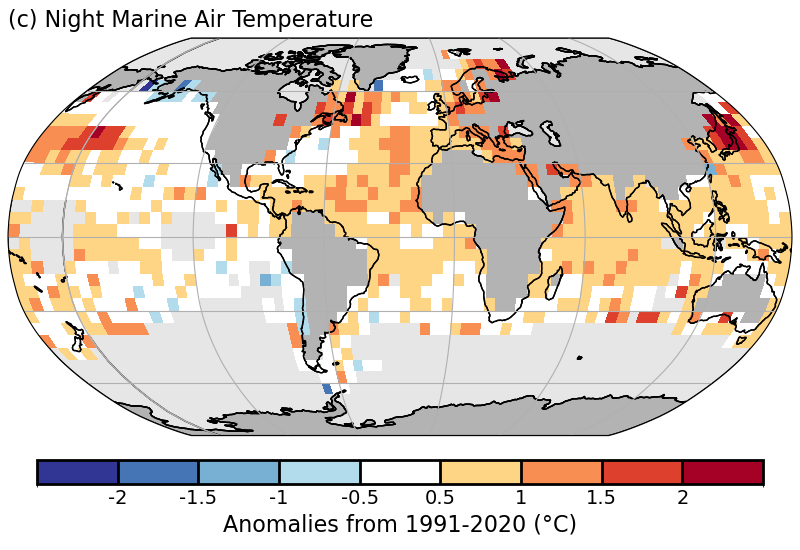 (c) Night Marine Air Temperature
-2 -1.5 -1 -0.5 0.5 1 1.5 2
Anomalies from 1991-2020 (°C)